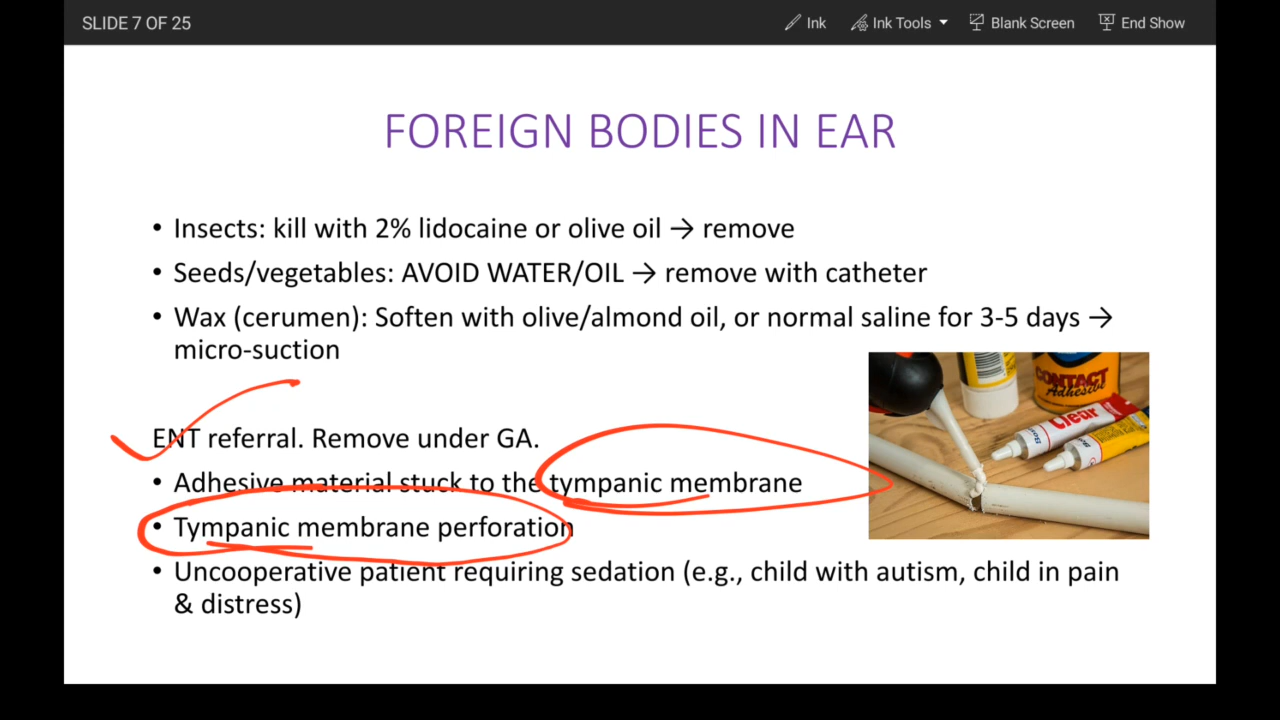 SLIDE 7 OF 25
Ink
Ink Tools
Blank Screen
End Show
FOREIGN BODIES IN EAR
• Insects: kill with 2% lidocaine or olive oil → remove
• Seeds/vegetables: AVOID WATER/OIL → remove with catheter
• Wax (cerumen): Soften with olive/almond oil, or normal saline for 3-5 days →
micro-suction
ENT referral. Remove under GA.
• Adhesive material stuck to the tympanic membrane
• Tympanic membrane perforation
• Uncooperative patient requiring sedation (e.g., child with autism, child in pain
& distress)
CONTACT
Adhesive
Clear